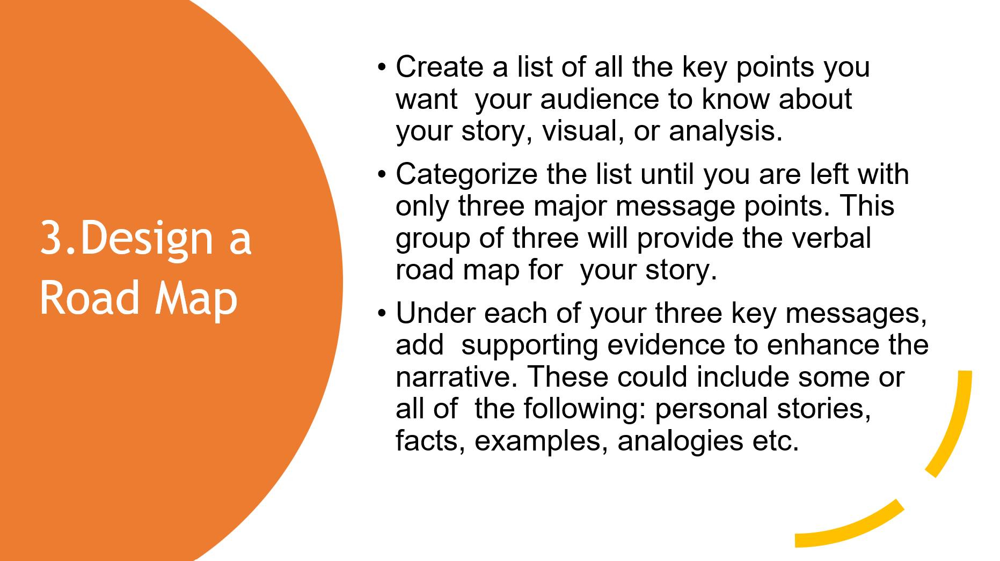 3.Design a
Road Map
• Create a list of all the key points you
want  your audience to know about
your story, visual, or analysis.
• Categorize the list until you are left with
only three major message points. This
group of three will provide the verbal
road map for  your story.
• Under each of your three key messages,
add  supporting evidence to enhance the
narrative. These could include some or
all of  the following: personal stories,
facts, examples, analogies etc.